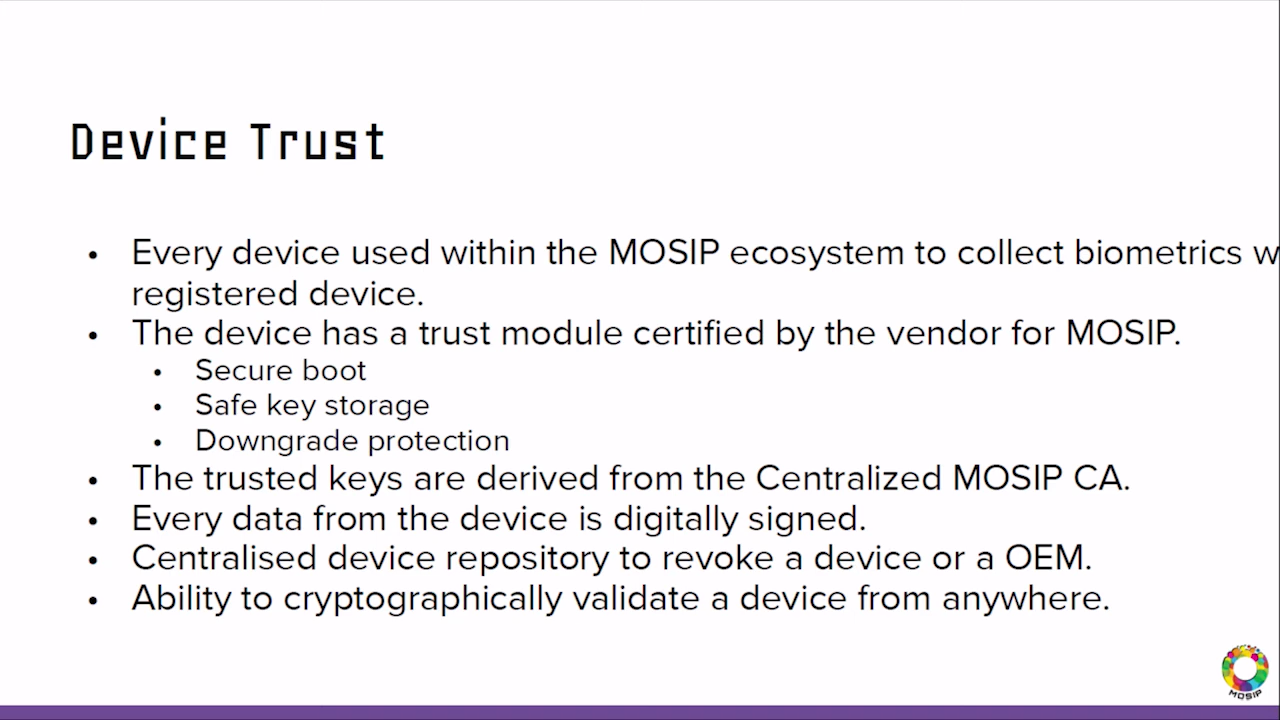 Device Trust
• Every device used within the MOSIP ecosystem to collect biometrics w
registered device.
• The device has a trust module certified by the vendor for MOSIP.
• Secure boot
• Safe key storage
• Downgrade protection
• The trusted keys are derived from the Centralized MOSIP CA.
• Every data from the device is digitally signed.
• Centralised device repository to revoke a device or a OEM.
• Ability to cryptographically validate a device from anywhere.
MOSIP